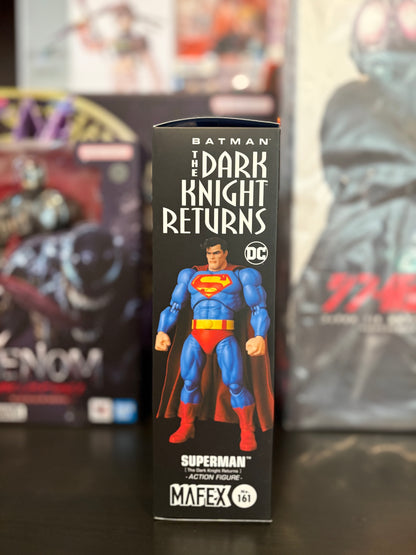 BATMAN
THE DARK
KNIGHT
RETURNS
DC
SUPERMAN™
(The Dark Knight Returns)
- ACTION FIGURE -
MAFEX No. 161
VENOM